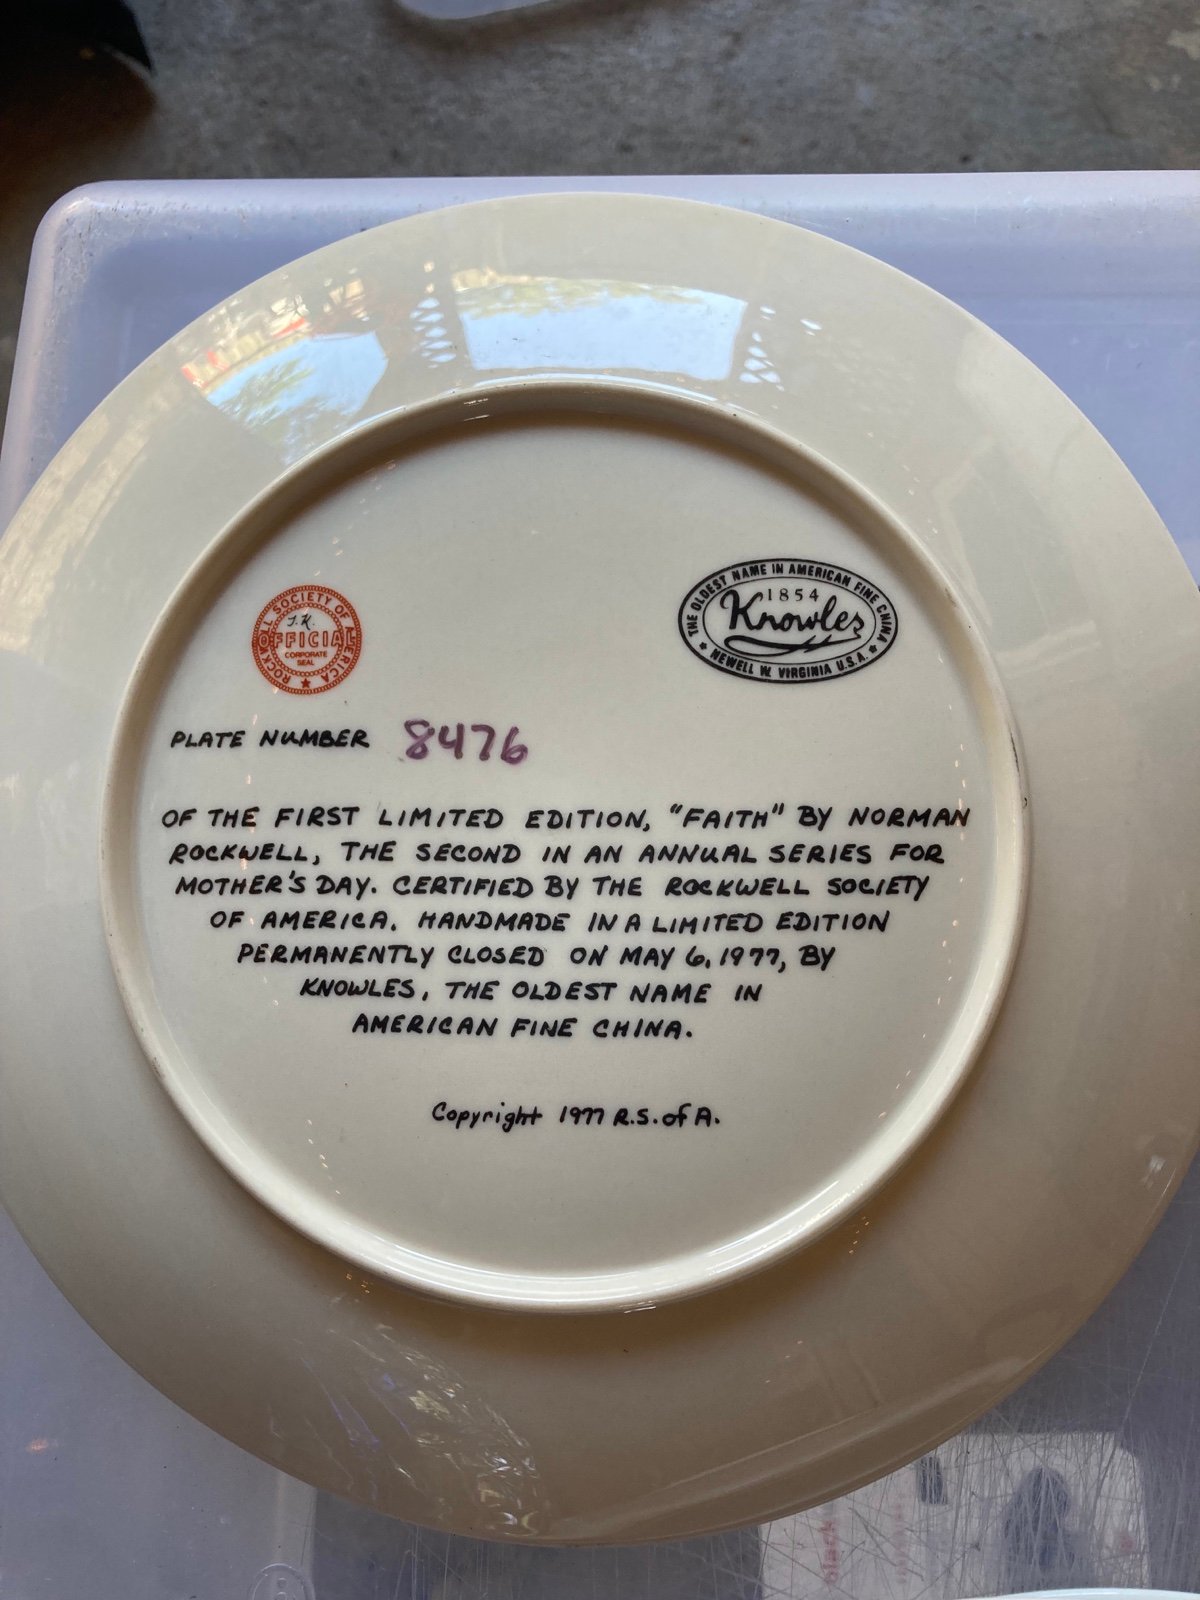 ROCKWELL SOCIETY OF AMERICA
J.K.
OFFICIAL
CORPORATE
SEAL
THE OLDEST NAME IN AMERICAN FINE CHINA
1854
Knowles
NEWELL W. VIRGINIA U.S.A.
PLATE NUMBER 8476
OF THE FIRST LIMITED EDITION, "FAITH" BY NORMAN
ROCKWELL, THE SECOND IN AN ANNUAL SERIES FOR
MOTHER'S DAY. CERTIFIED BY THE ROCKWELL SOCIETY
OF AMERICA. HANDMADE IN A LIMITED EDITION
PERMANENTLY CLOSED ON MAY 6, 1977, BY
KNOWLES, THE OLDEST NAME IN
AMERICAN FINE CHINA.
Copyright 1977 R.S. of A.
black